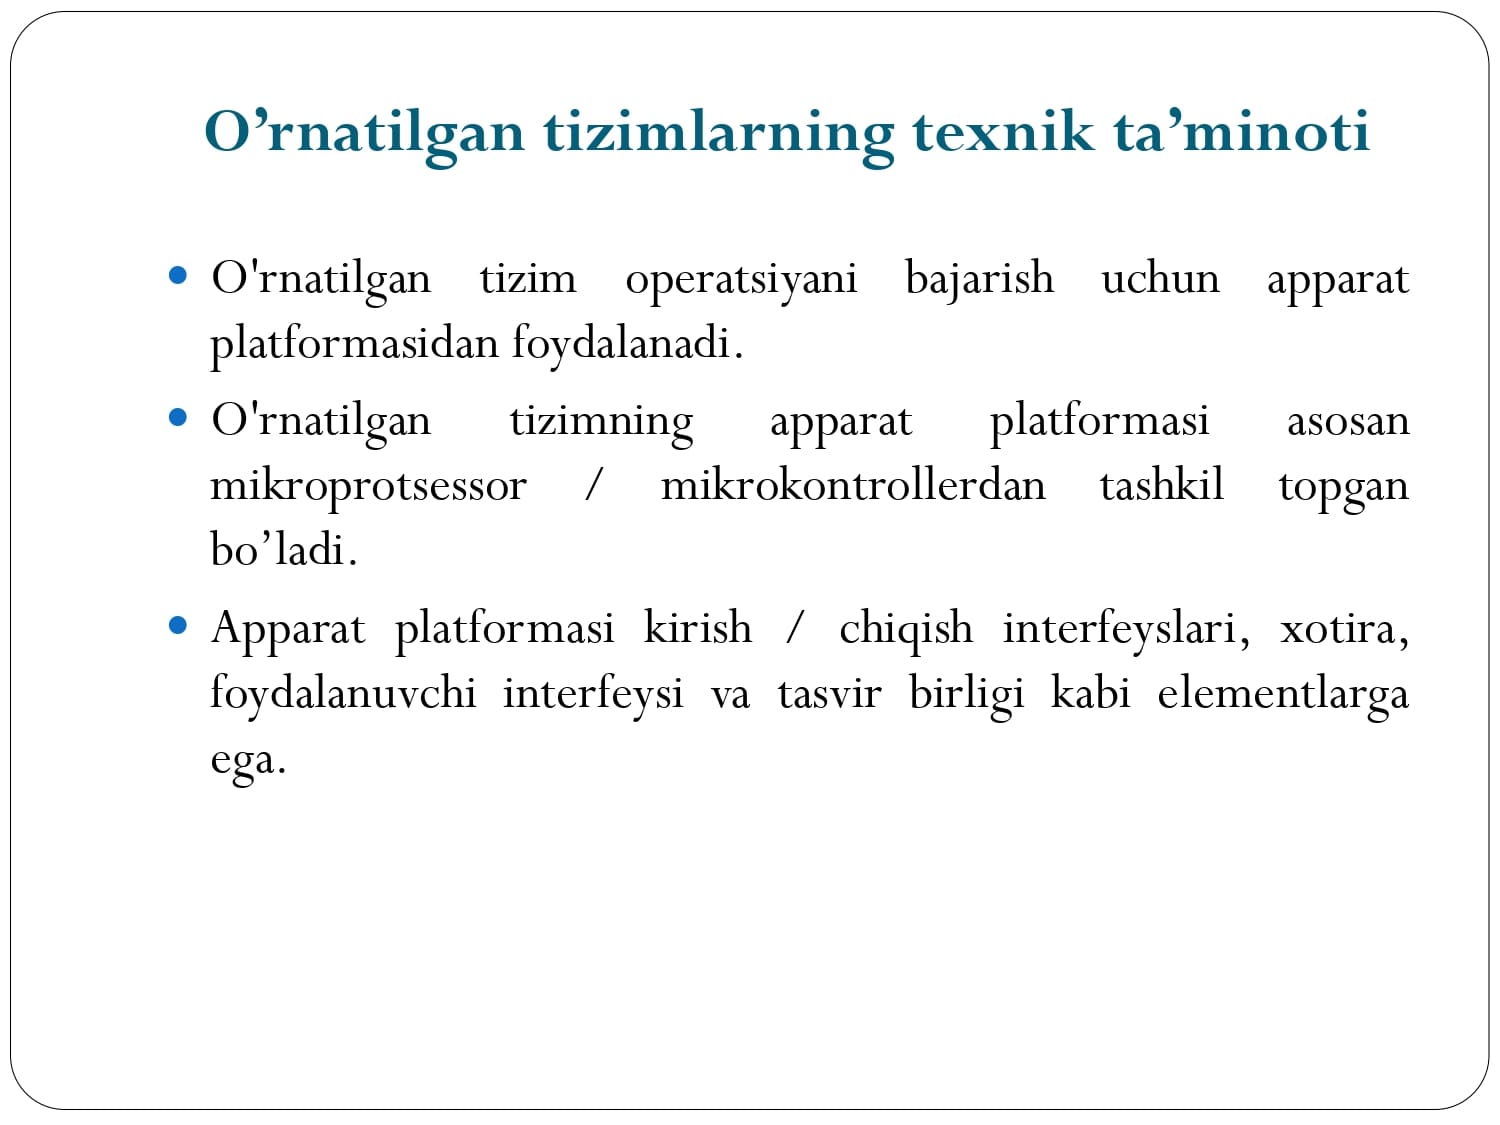 O’rnatilgan tizimlarning texnik ta’minoti
O'rnatilgan tizim operatsiyani bajarish uchun apparat
platformasidan foydalanadi.
O'rnatilgan tizimning apparat platformasi asosan
mikroprotsessor / mikrokontrollerdan tashkil topgan
bo’ladi.
Apparat platformasi kirish / chiqish interfeyslari, xotira,
foydalanuvchi interfeysi va tasvir birligi kabi elementlarga
ega.